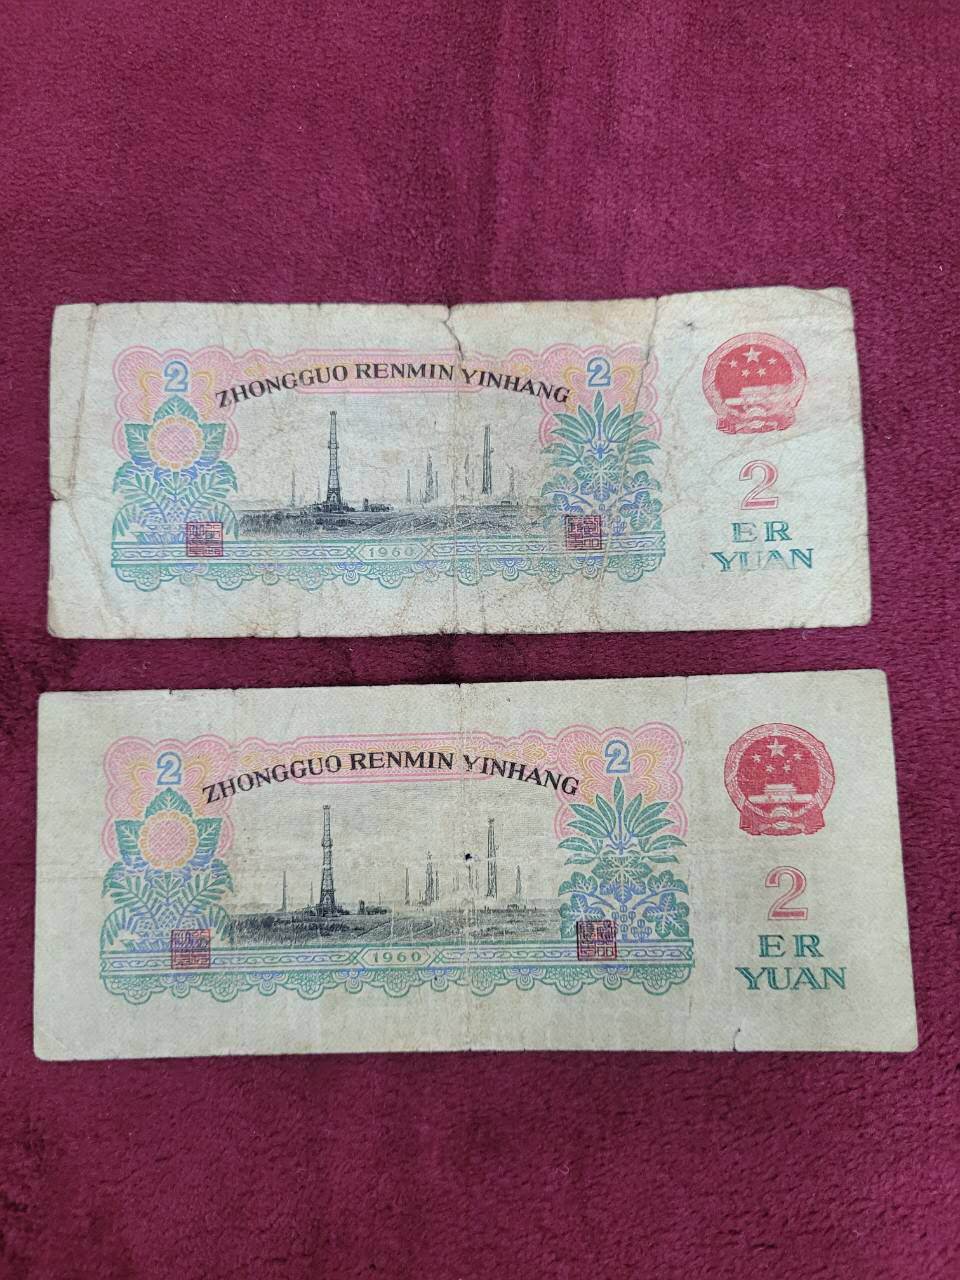 2 ZHONGGUO RENMIN YINHANG 2
2
ER
YUAN
1960
2 ZHONGGUO RENMIN YINHANG 2
2
ER
YUAN
1960